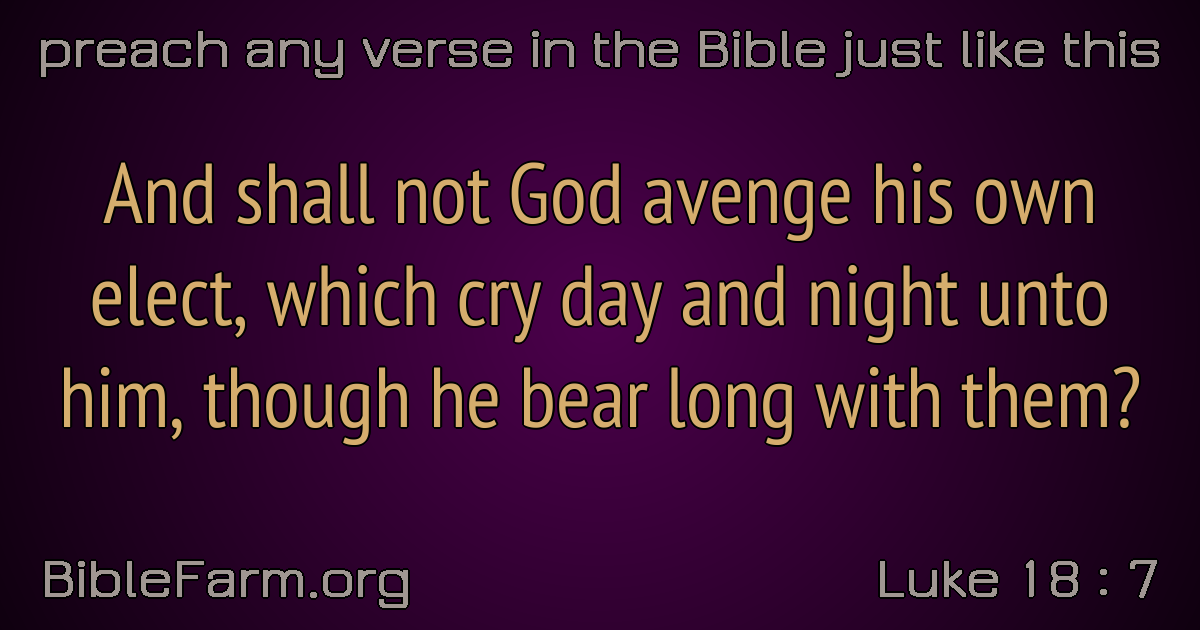 preach any verse in the Bible just like this
And shall not God avenge his own
elect, which cry day and night unto
him, though he bear long with them?
BibleFarm.org
Luke 18 : 7